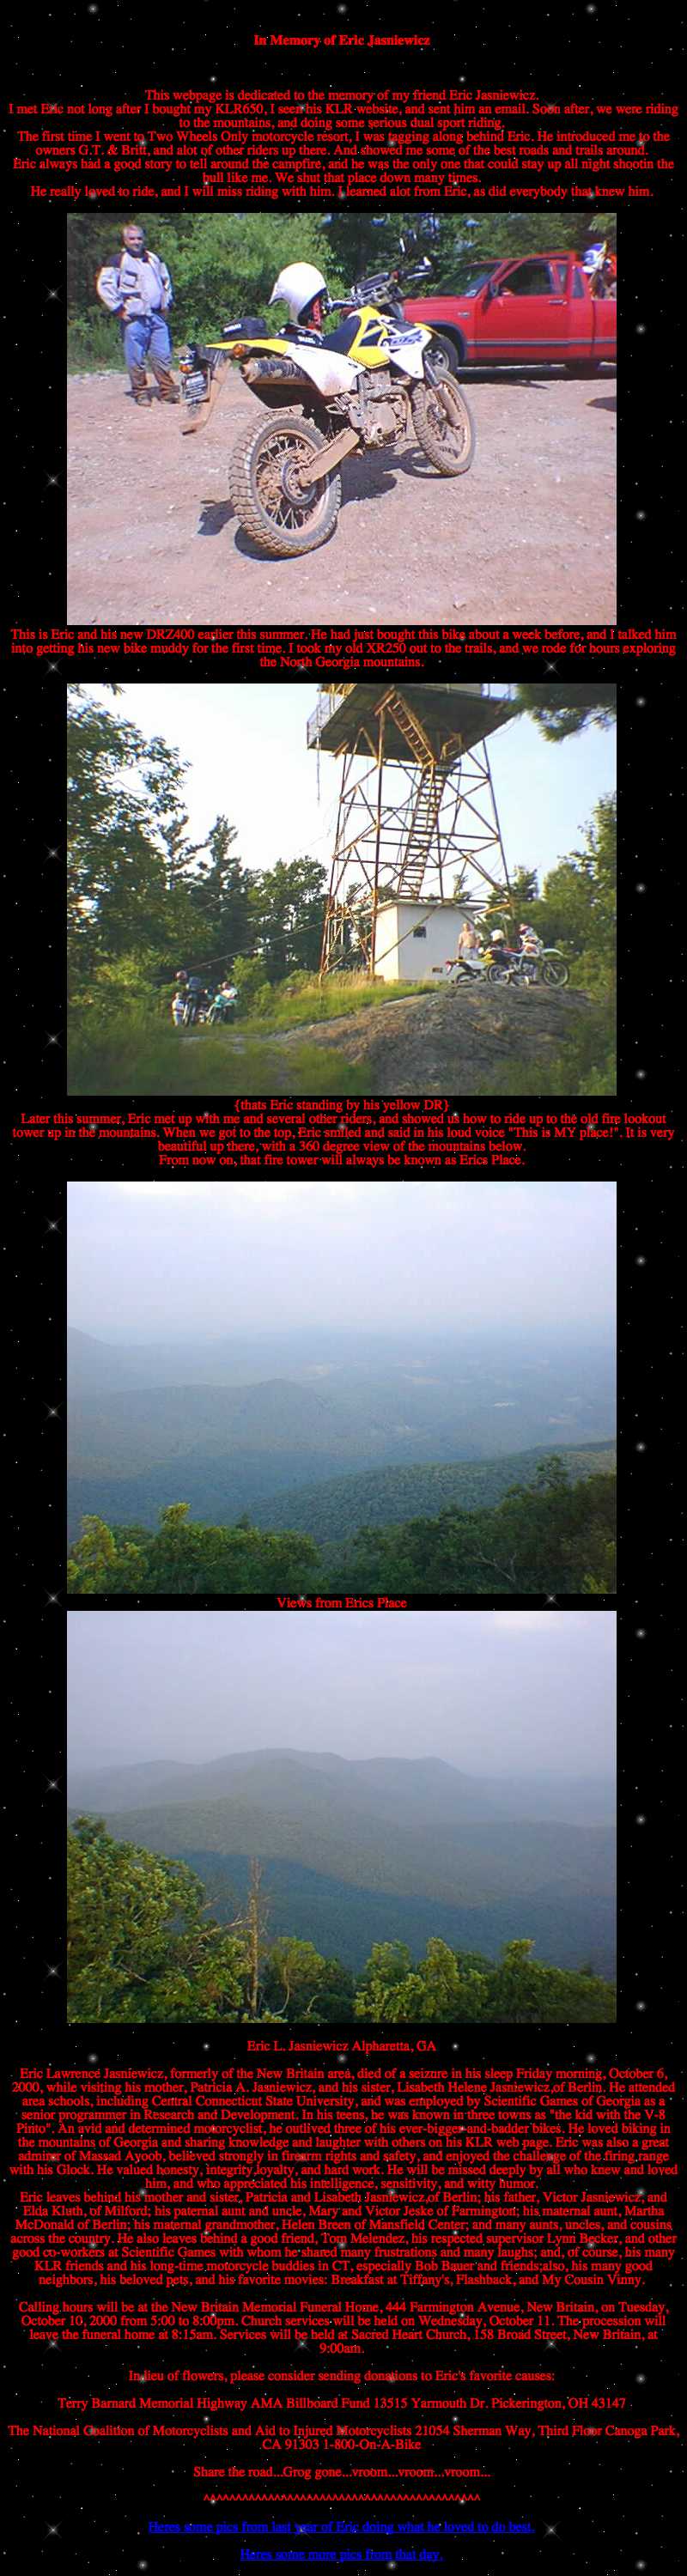 In Memory of Eric Jasniewicz
This webpage is dedicated to the memory of my friend Eric Jasniewicz.
I met Eric not long after I bought my KLR650, I seen his KLR website, and sent him an email. Soon after, we were riding
to the mountains, and doing some serious dual sport riding.
The first time I went to Two Wheels Only motorcycle resort, I was tagging along behind Eric. He introduced me to the
owners G.T. & Britt, and alot of other riders up there. And showed me some of the best roads and trails around.
Eric always had a good story to tell around the campfire, and he was the only one that could stay up all night shootin the
bull like me. We shut that place down many times.
He really loved to ride, and I will miss riding with him. I learned alot from Eric, as did everybody that knew him.
This is Eric and his new DRZ400 earlier this summer. He had just bought this bike about a week before, and I talked him
into getting his new bike muddy for the first time. I took my old XR250 out to the trails, and we rode for hours exploring
the North Georgia mountains.
{thats Eric standing by his yellow DR}
Later this summer, Eric met up with me and several other riders, and showed us how to ride up to the old fire lookout
tower up in the mountains. When we got to the top, Eric smiled and said in his loud voice "This is MY place!". It is very
beautiful up there, with a 360 degree view of the mountains below.
From now on, that fire tower will always be known as Erics Place.
Views from Erics Place
Eric L. Jasniewicz Alpharetta, GA
Eric Lawrence Jasniewicz, formerly of the New Britain area, died of a seizure in his sleep Friday morning, October 6,
2000, while visiting his mother, Patricia A. Jasniewicz, and his sister, Lisabeth Helene Jasniewicz,of Berlin. He attended
area schools, including Central Connecticut State University, and was employed by Scientific Games of Georgia as a
senior programmer in Research and Development. In his teens, he was known in three towns as "the kid with the V-8
Pinto". An avid and determined motorcyclist, he outlived three of his ever-bigger-and-badder bikes. He loved biking in
the mountains of Georgia and sharing knowledge and laughter with others on his KLR web page. Eric was also a great
admirer of Massad Ayoob, believed strongly in firearm rights and safety, and enjoyed the challenge of the firing range
with his Glock. He valued honesty, integrity,loyalty, and hard work. He will be missed deeply by all who knew and loved
him, and who appreciated his intelligence, sensitivity, and witty humor.
Eric leaves behind his mother and sister, Patricia and Lisabeth Jasniewicz,of Berlin; his father, Victor Jasniewicz, and
Elda Kluth, of Milford; his paternal aunt and uncle, Mary and Victor Jeske of Farmington; his maternal aunt, Martha
McDonald of Berlin; his maternal grandmother, Helen Breen of Mansfield Center; and many aunts, uncles, and cousins
across the country. He also leaves behind a good friend, Tom Melendez, his respected supervisor Lynn Becker, and other
good co-workers at Scientific Games with whom he shared many frustrations and many laughs; and, of course, his many
KLR friends and his long-time motorcycle buddies in CT, especially Bob Bauer and friends;also, his many good
neighbors, his beloved pets, and his favorite movies: Breakfast at Tiffany's, Flashback, and My Cousin Vinny.
Calling hours will be at the New Britain Memorial Funeral Home, 444 Farmington Avenue, New Britain, on Tuesday,
October 10, 2000 from 5:00 to 8:00pm. Church services will be held on Wednesday, October 11. The procession will
leave the funeral home at 8:15am. Services will be held at Sacred Heart Church, 158 Broad Street, New Britain, at
9:00am.
In lieu of flowers, please consider sending donations to Eric's favorite causes:
Terry Barnard Memorial Highway AMA Billboard Fund 13515 Yarmouth Dr. Pickerington, OH 43147
The National Coalition of Motorcyclists and Aid to Injured Motorcyclists 21054 Sherman Way, Third Floor Canoga Park,
CA 91303 1-800-On-A-Bike
Share the road...Grog gone...vroom...vroom...vroom...
^^^^^^^^^^^^^^^^^^^^^^^^^^^^^^^^^^^^^^^^^^^
Heres some pics from last year of Eric doing what he loved to do best.
Heres some more pics from that day.